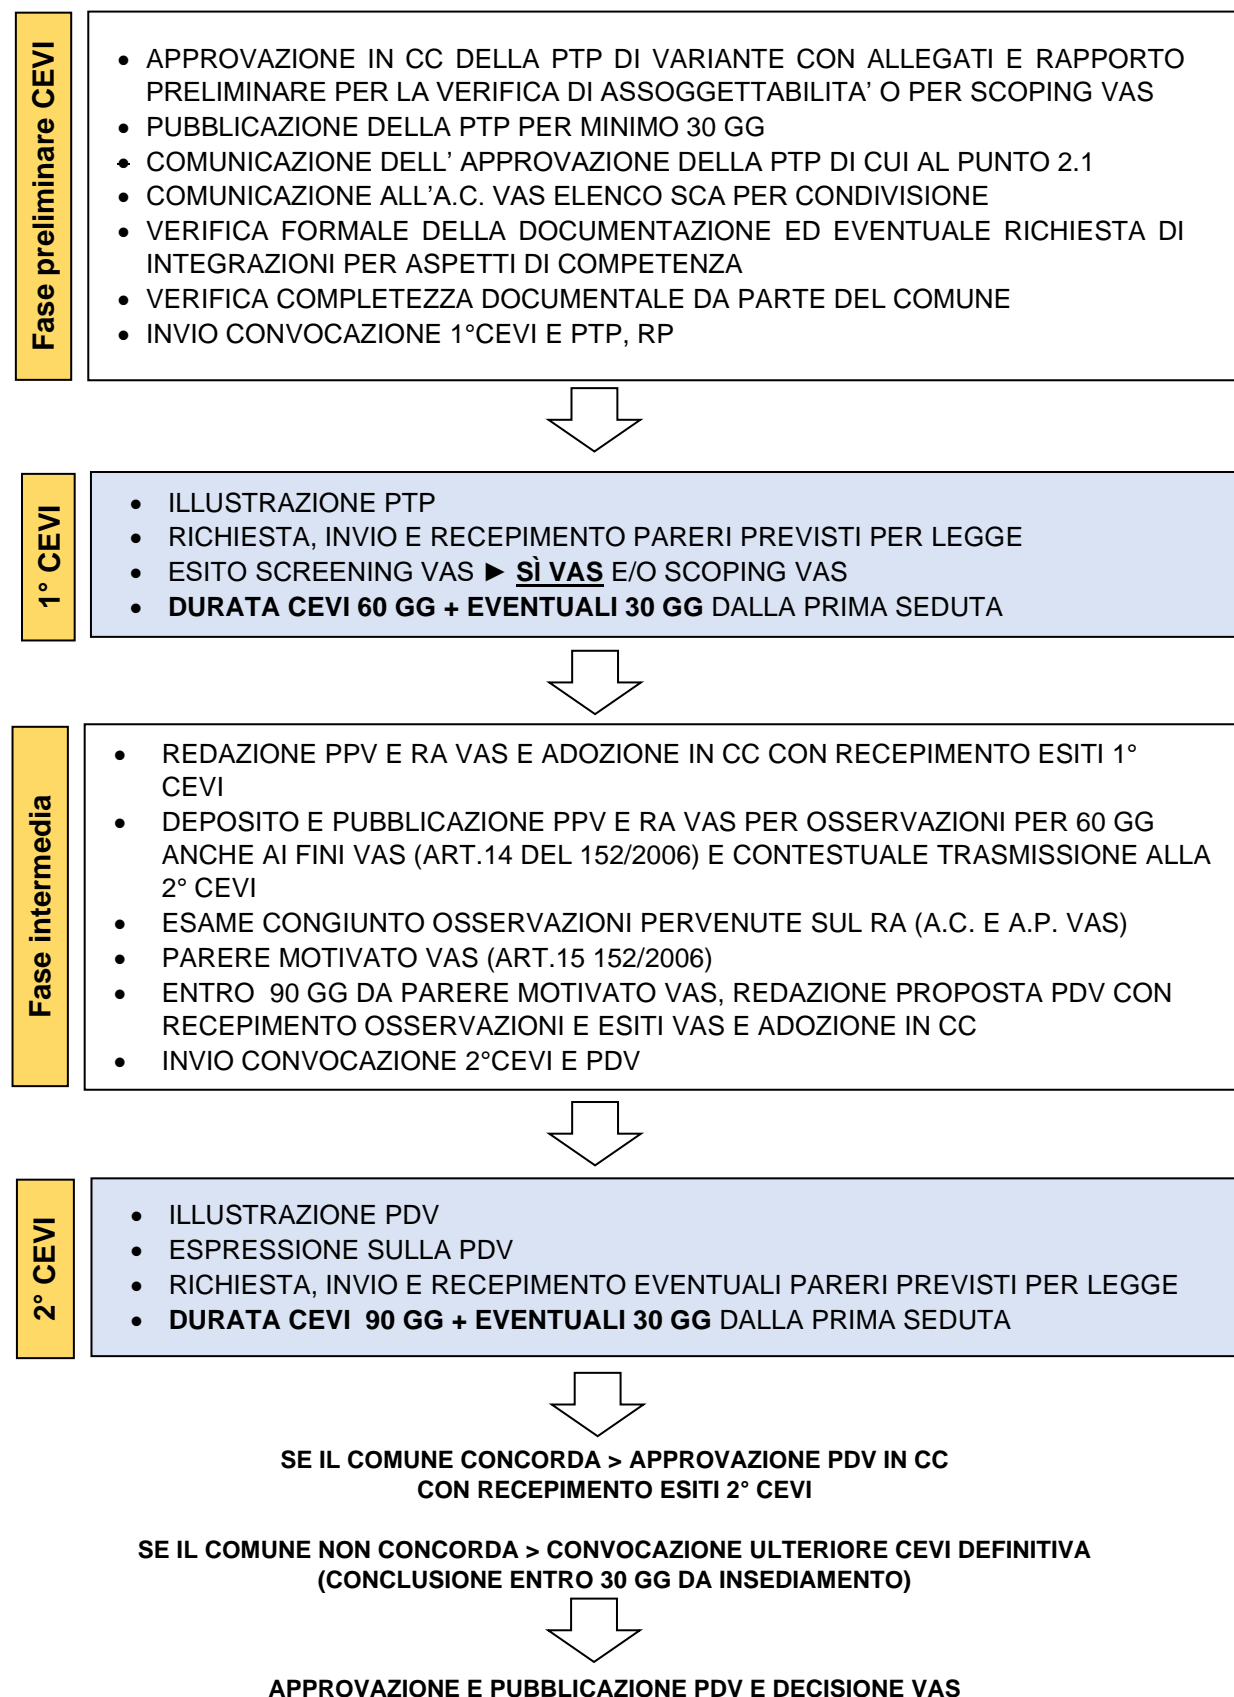 Fase preliminare CEVI
• APPROVAZIONE IN CC DELLA PTP DI VARIANTE CON ALLEGATI E RAPPORTO
PRELIMINARE PER LA VERIFICA DI ASSOGGETTABILITA' O PER SCOPING VAS
• PUBBLICAZIONE DELLA PTP PER MINIMO 30 GG
• COMUNICAZIONE DELL' APPROVAZIONE DELLA PTP DI CUI AL PUNTO 2.1
• COMUNICAZIONE ALL'A.C. VAS ELENCO SCA PER CONDIVISIONE
• VERIFICA FORMALE DELLA DOCUMENTAZIONE ED EVENTUALE RICHIESTA DI
INTEGRAZIONI PER ASPETTI DI COMPETENZA
• VERIFICA COMPLETEZZA DOCUMENTALE DA PARTE DEL COMUNE
• INVIO CONVOCAZIONE 1°CEVI E PTP, RP
1° CEVI
• ILLUSTRAZIONE PTP
• RICHIESTA, INVIO E RECEPIMENTO PARERI PREVISTI PER LEGGE
• ESITO SCREENING VAS ► SÌ VAS E/O SCOPING VAS
• DURATA CEVI 60 GG + EVENTUALI 30 GG DALLA PRIMA SEDUTA
Fase intermedia
• REDAZIONE PPV E RA VAS E ADOZIONE IN CC CON RECEPIMENTO ESITI 1°
CEVI
• DEPOSITO E PUBBLICAZIONE PPV E RA VAS PER OSSERVAZIONI PER 60 GG
ANCHE AI FINI VAS (ART.14 DEL 152/2006) E CONTESTUALE TRASMISSIONE ALLA
2° CEVI
• ESAME CONGIUNTO OSSERVAZIONI PERVENUTE SUL RA (A.C. E A.P. VAS)
• PARERE MOTIVATO VAS (ART.15 152/2006)
• ENTRO 90 GG DA PARERE MOTIVATO VAS, REDAZIONE PROPOSTA PDV CON
RECEPIMENTO OSSERVAZIONI E ESITI VAS E ADOZIONE IN CC
• INVIO CONVOCAZIONE 2°CEVI E PDV
2° CEVI
• ILLUSTRAZIONE PDV
• ESPRESSIONE SULLA PDV
• RICHIESTA, INVIO E RECEPIMENTO EVENTUALI PARERI PREVISTI PER LEGGE
• DURATA CEVI 90 GG + EVENTUALI 30 GG DALLA PRIMA SEDUTA
SE IL COMUNE CONCORDA > APPROVAZIONE PDV IN CC
CON RECEPIMENTO ESITI 2° CEVI
SE IL COMUNE NON CONCORDA > CONVOCAZIONE ULTERIORE CEVI DEFINITIVA
(CONCLUSIONE ENTRO 30 GG DA INSEDIAMENTO)
APPROVAZIONE E PUBBLICAZIONE PDV E DECISIONE VAS